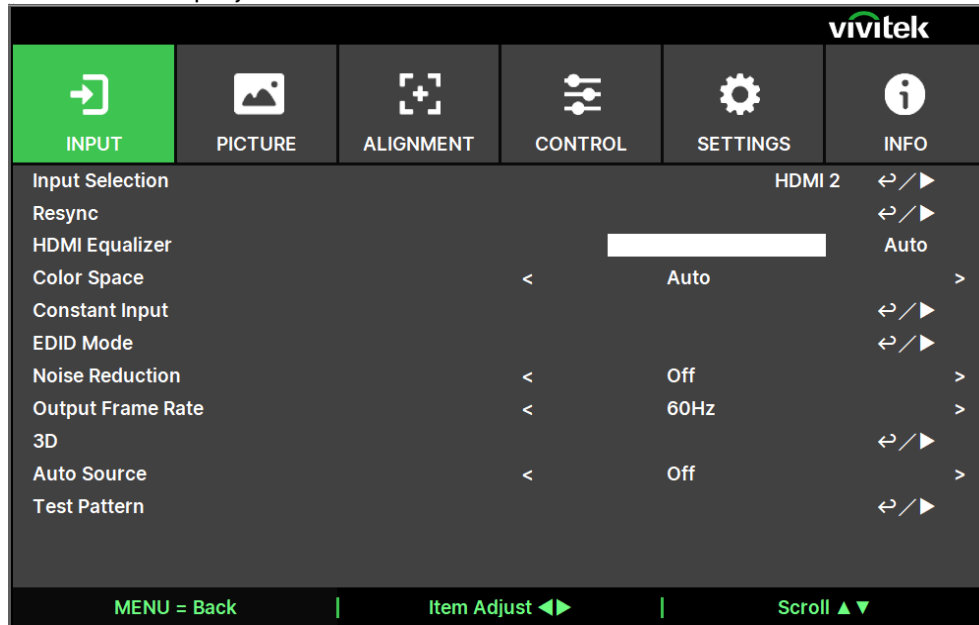 vivitek
INPUT PICTURE ALIGNMENT CONTROL SETTINGS INFO
Input Selection HDMI 2 ↩/▶
Resync ↩/▶
HDMI Equalizer Auto
Color Space < Auto >
Constant Input ↩/▶
EDID Mode ↩/▶
Noise Reduction < Off >
Output Frame Rate < 60Hz >
3D ↩/▶
Auto Source < Off >
Test Pattern ↩/▶
MENU = Back | Item Adjust ◀▶ | Scroll ▲▼